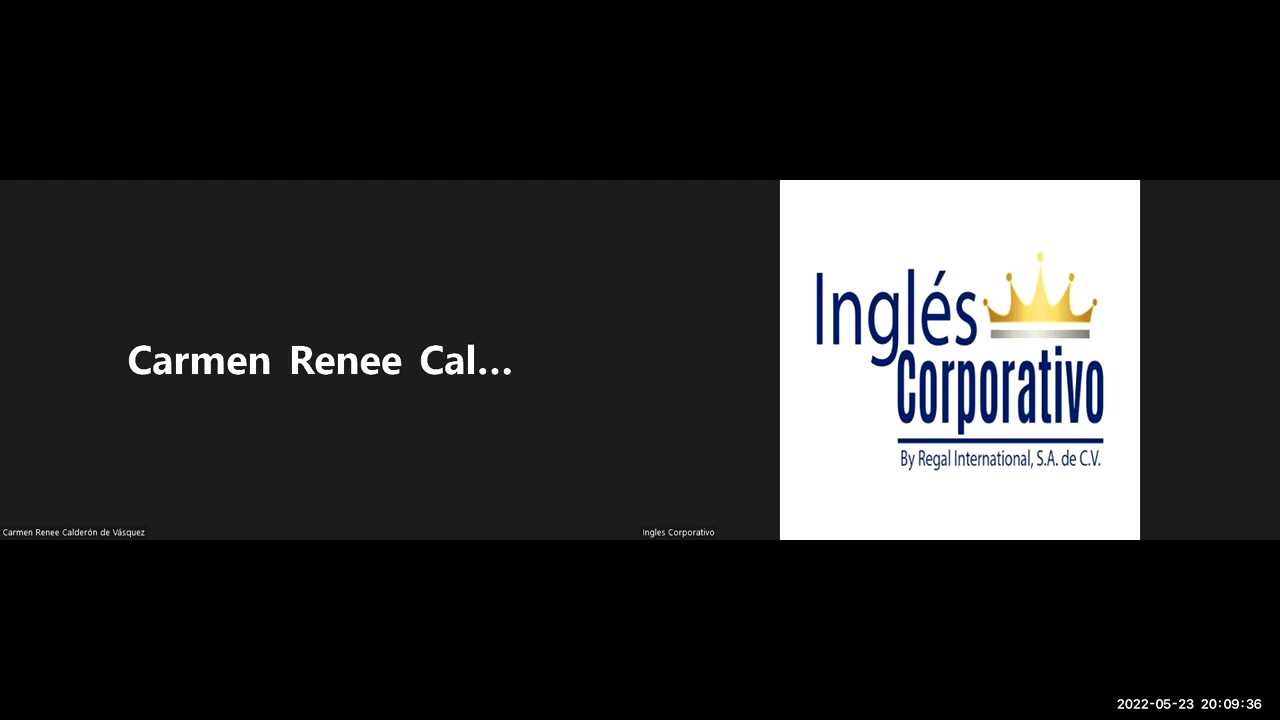 Carmen Renee Cal...
Carmen Renee Calderón de Vásquez
Inglés
Corporativo
By Regal International, S.A. de C.V.
Ingles Corporativo
2022-05-23 20:09:36